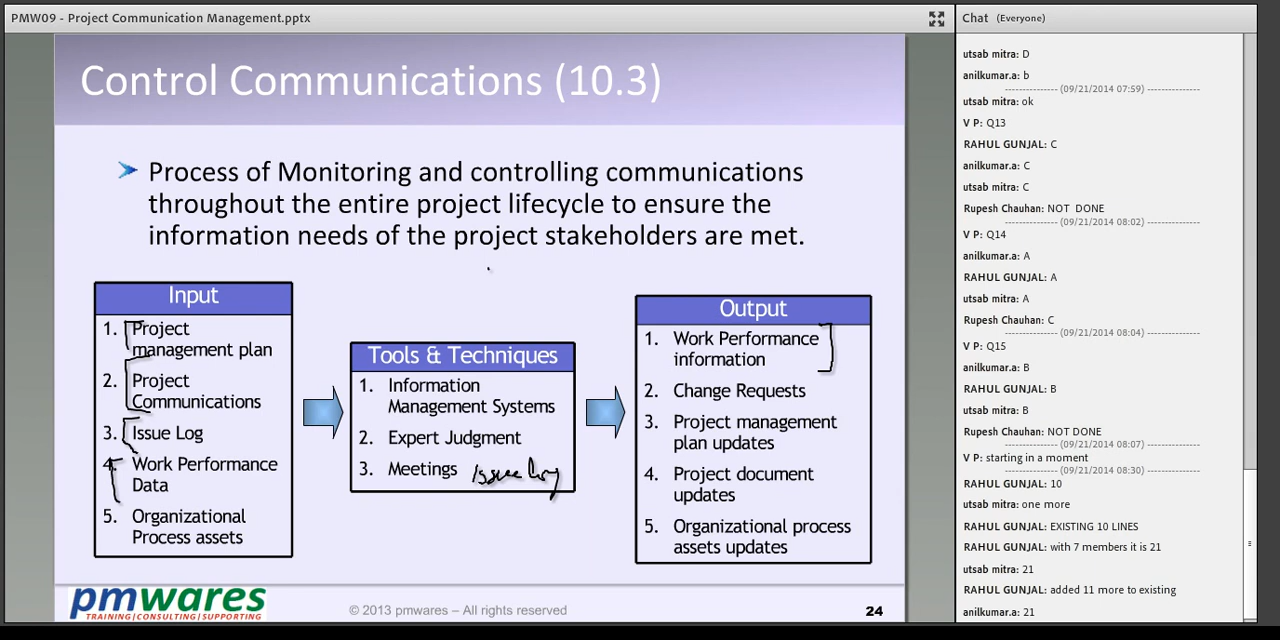 PMW09 - Project Communication Management.pptx
Control Communications (10.3)
Process of Monitoring and controlling communications
throughout the entire project lifecycle to ensure the
information needs of the project stakeholders are met.
Input
1. Project
management plan
2. Project
Communications
3. Issue Log
4. Work Performance
Data
5. Organizational
Process assets
Tools & Techniques
1. Information
Management Systems
2. Expert Judgment
3. Meetings Issue Log
Output
1. Work Performance
information
2. Change Requests
3. Project management
plan updates
4. Project document
updates
5. Organizational process
assets updates
pmwares
TRAINING|CONSULTING|SUPPORTING
© 2013 pmwares – All rights reserved
24
Chat (Everyone)
utsab mitra: D
anilkumar.a: b
--------------- (09/21/2014 07:59) --------------
utsab mitra: ok
V P: Q13
RAHUL GUNJAL: C
anilkumar.a: C
utsab mitra: C
Rupesh Chauhan: NOT DONE
--------------- (09/21/2014 08:02) --------------
V P: Q14
anilkumar.a: A
RAHUL GUNJAL: A
utsab mitra: A
Rupesh Chauhan: C
--------------- (09/21/2014 08:04) --------------
V P: Q15
anilkumar.a: B
RAHUL GUNJAL: B
utsab mitra: B
Rupesh Chauhan: NOT DONE
--------------- (09/21/2014 08:07) --------------
V P: starting in a moment
--------------- (09/21/2014 08:30) --------------
RAHUL GUNJAL: 10
utsab mitra: one more
RAHUL GUNJAL: EXISTING 10 LINES
RAHUL GUNJAL: with 7 members it is 21
utsab mitra: 21
RAHUL GUNJAL: added 11 more to existing
anilkumar.a: 21